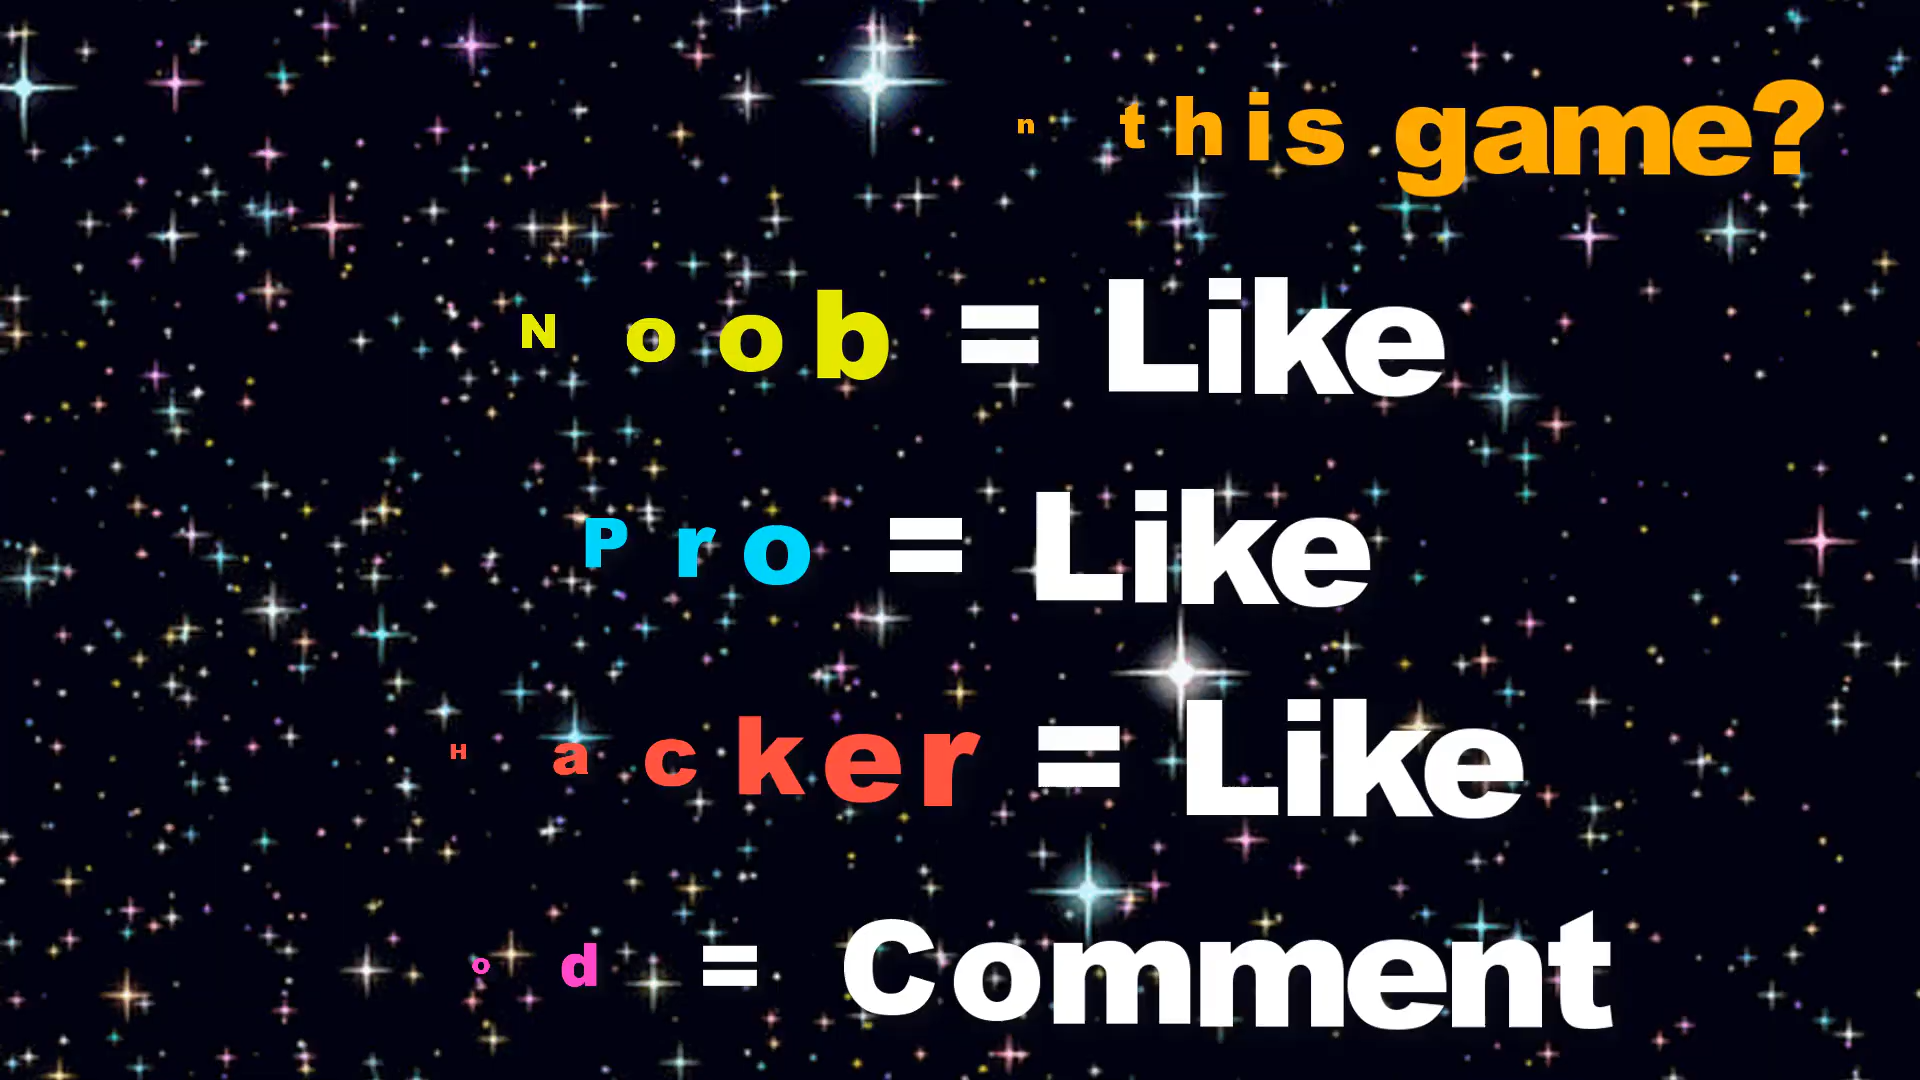 n this game?
Noob = Like
Pro = Like
Hacker = Like
od = Comment